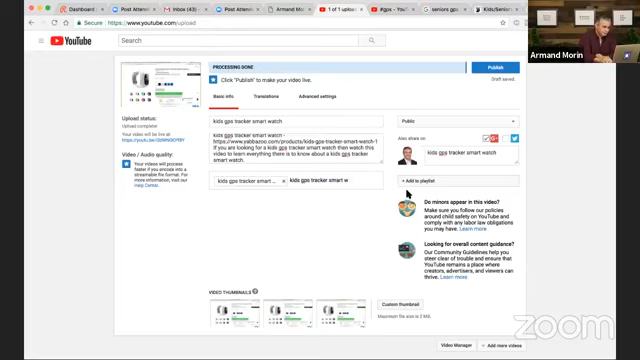 Dashboard
Post Attendi
Inbox (43)
Post Attendi
Armand Morin
1 of 1 uploa
#gps - YouT
seniors gps
Kids/Senior
Secure
https://www.youtube.com/upload
YouTube
Search
Armand Morin
PROCESSING DONE
Publish
Click "Publish" to make your video live.
Draft saved.
Basic info
Translations
Advanced settings
Upload status:
Upload complete!
Your video will be live at:
Video / Audio quality:
Your videos will process faster if you encode into a streamable file format.
For more information, visit our Help Center.
kids gps tracker smart watch
kids gps tracker smart watch -
https://www.yabbazoo.com/products/kids-gps-tracker-smart-watch-1
If you are looking for a kids gps tracker then watch this
video to learn everything there is to know about a kids gps
tracker smart watch.
kids gps tracker smart ...
kids gps tracker smart w
Public
Also share on
kids gps tracker smart watch
+ Add to playlist
Do minors appear in this video?
Make sure you follow our policies
around child safety on YouTube and
comply with any labor law obligations
you may have. Learn more
Looking for overall content guidance?
Our Community Guidelines help you
steer clear of trouble and ensure that
YouTube remains a place where
creators, advertisers, and viewers can
thrive. Learn more
VIDEO THUMBNAILS
Custom thumbnail
Maximum file size is 2 MB.
Video Manager
+ Add more videos
zoom